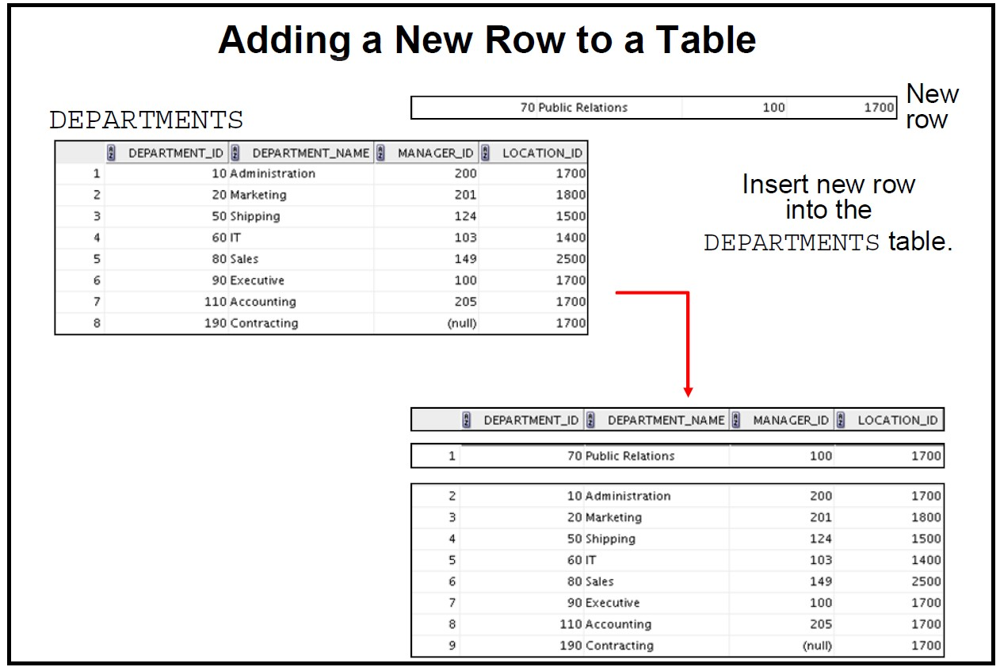 Adding a New Row to a Table
70 Public Relations 100 1700
New
row
DEPARTMENTS
DEPARTMENT_ID DEPARTMENT_NAME MANAGER_ID LOCATION_ID
1 10 Administration 200 1700
2 20 Marketing 201 1800
3 50 Shipping 124 1500
4 60 IT 103 1400
5 80 Sales 149 2500
6 90 Executive 100 1700
7 110 Accounting 205 1700
8 190 Contracting (null) 1700
Insert new row
into the
DEPARTMENTS table.
DEPARTMENT_ID DEPARTMENT_NAME MANAGER_ID LOCATION_ID
1 70 Public Relations 100 1700
2 10 Administration 200 1700
3 20 Marketing 201 1800
4 50 Shipping 124 1500
5 60 IT 103 1400
6 80 Sales 149 2500
7 90 Executive 100 1700
8 110 Accounting 205 1700
9 190 Contracting (null) 1700